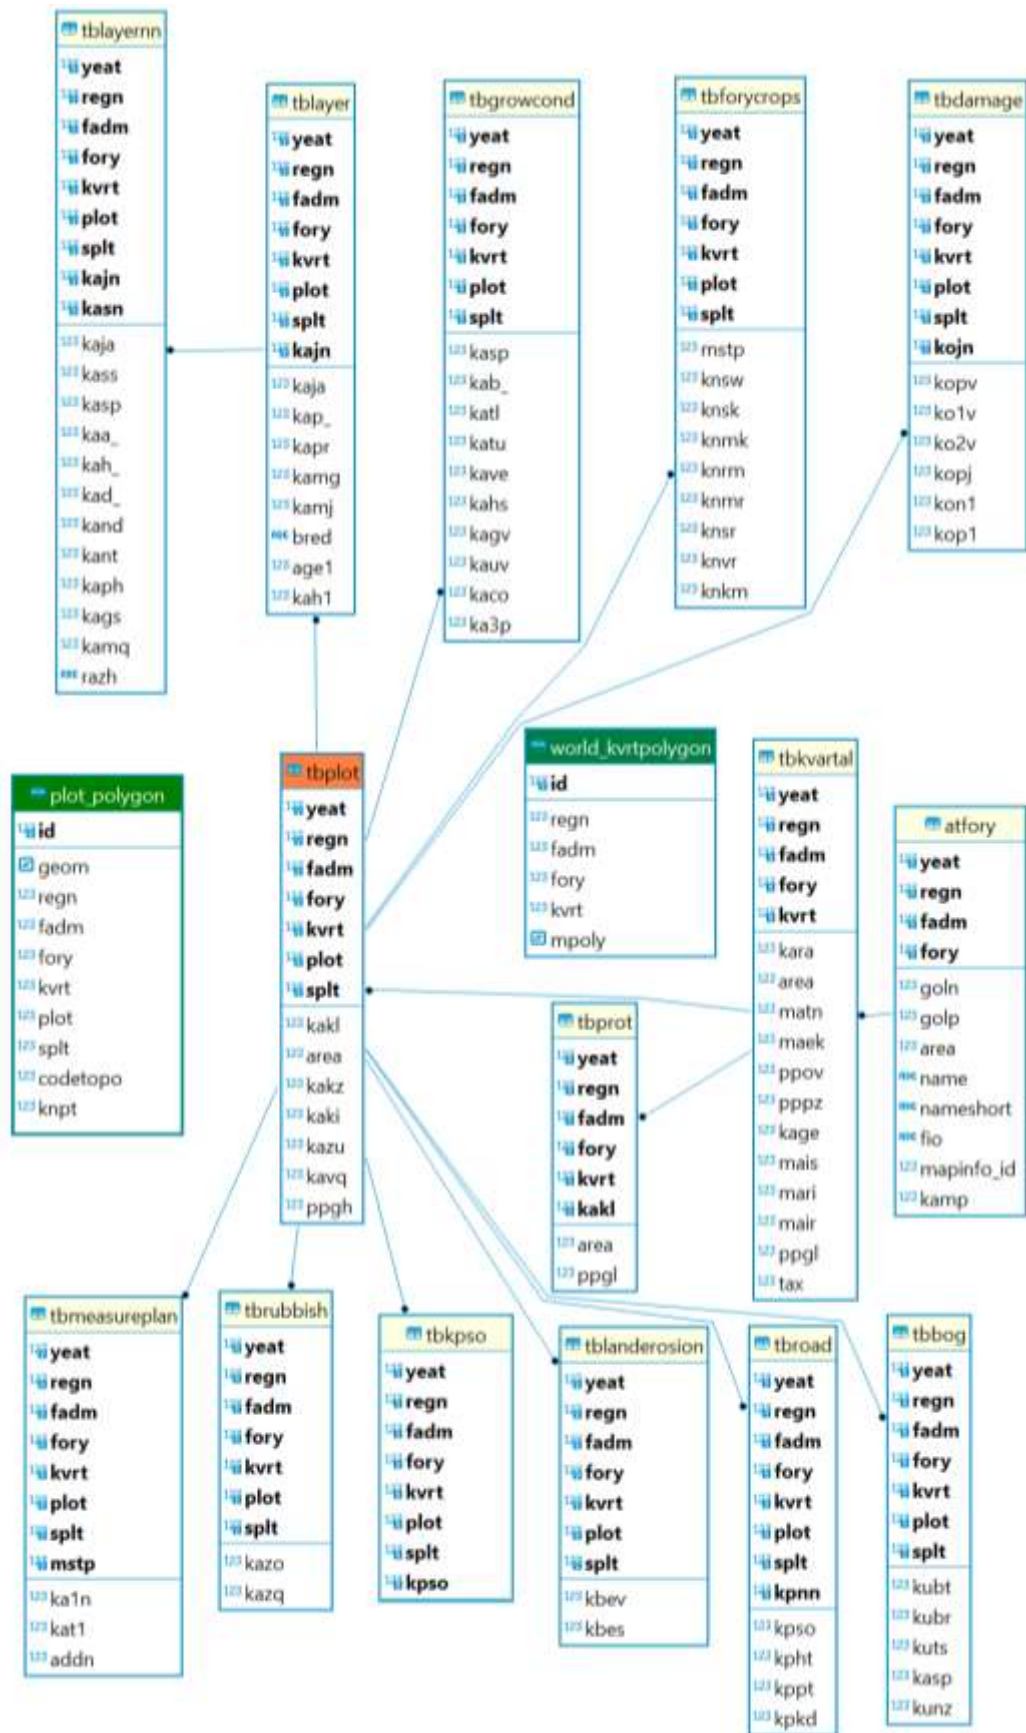 tblayernn
yeat
regn
fadm
fory
kvrt
plot
splt
kajn
kasn
kaja
kass
kasp
kaa_
kah_
kad_
kand
kant
kaph
kags
kamq
razh
tblayer
yeat
regn
fadm
fory
kvrt
plot
splt
kajn
kaja
kap_
kapr
kamg
kamj
bred
age1
kah1
tbgrowcond
yeat
regn
fadm
fory
kvrt
plot
splt
kasp
kab_
katl
katu
kave
kahs
kagv
kauv
kaco
ka3p
tbforycrops
yeat
regn
fadm
fory
kvrt
plot
splt
mstp
knsw
knsk
knmk
knrm
knmr
knsr
knvr
knkm
tbdamage
yeat
regn
fadm
fory
kvrt
plot
splt
kojn
kopv
ko1v
ko2v
kopj
kon1
kop1
plot_polygon
id
geom
regn
fadm
fory
kvrt
plot
splt
codetopo
knpt
tbplot
yeat
regn
fadm
fory
kvrt
plot
splt
kakl
area
kakz
kaki
kazu
kavq
ppgh
world_kvrtpolygon
id
regn
fadm
fory
kvrt
mpoly
tbprot
yeat
regn
fadm
fory
kvrt
kakl
area
ppgl
tbkvartal
yeat
regn
fadm
fory
kvrt
kara
area
matn
maek
ppov
pppz
kage
mais
mari
mair
ppgl
tax
atfory
yeat
regn
fadm
fory
goln
golp
area
name
nameshort
fio
mapinfo_id
kamp
tbmeasureplan
yeat
regn
fadm
fory
kvrt
plot
splt
mstp
ka1n
kat1
addn
tbrubbish
yeat
regn
fadm
fory
kvrt
plot
splt
kazo
kazq
tbkpso
yeat
regn
fadm
fory
kvrt
plot
splt
kpso
tblanderosion
yeat
regn
fadm
fory
kvrt
plot
splt
kbev
kbes
tbroad
yeat
regn
fadm
fory
kvrt
plot
splt
kpnn
kpso
kpht
kppt
kpkd
tbbog
yeat
regn
fadm
fory
kvrt
plot
splt
kubt
kubr
kuts
kasp
kunz